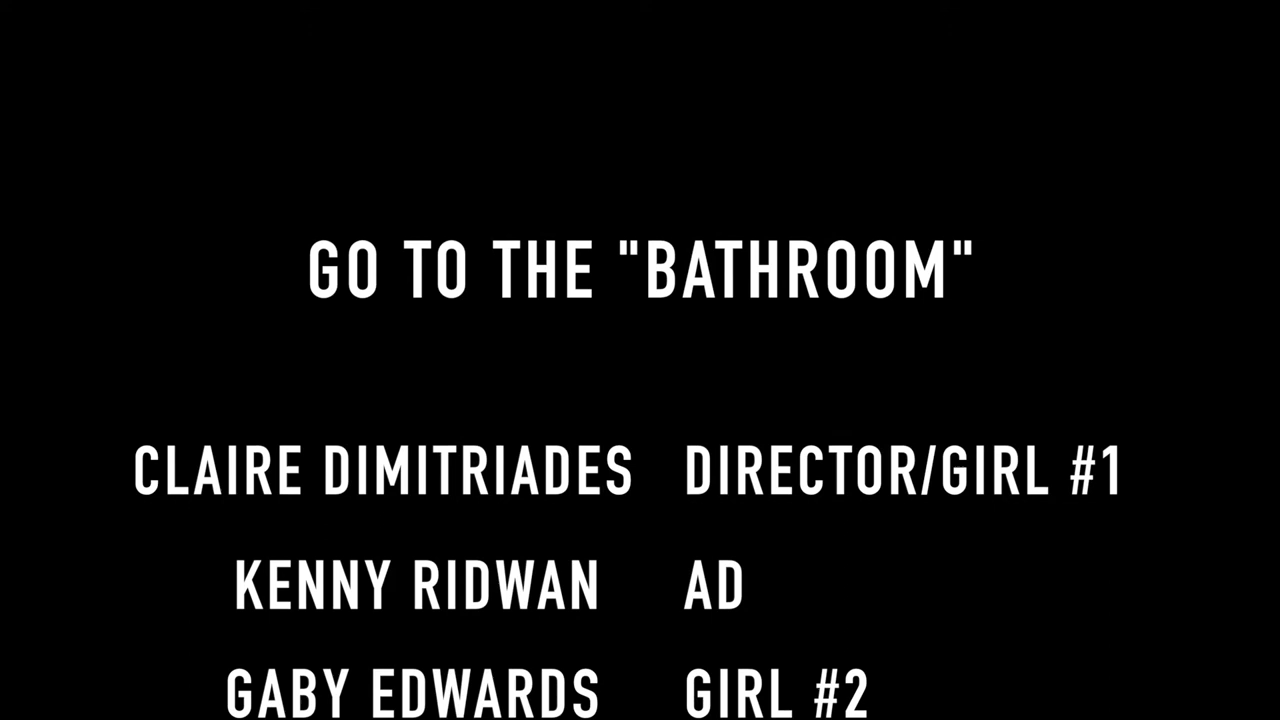 GO TO THE "BATHROOM"
CLAIRE DIMITRIADES DIRECTOR/GIRL #1
KENNY RIDWAN AD
GABY EDWARDS GIRL #2